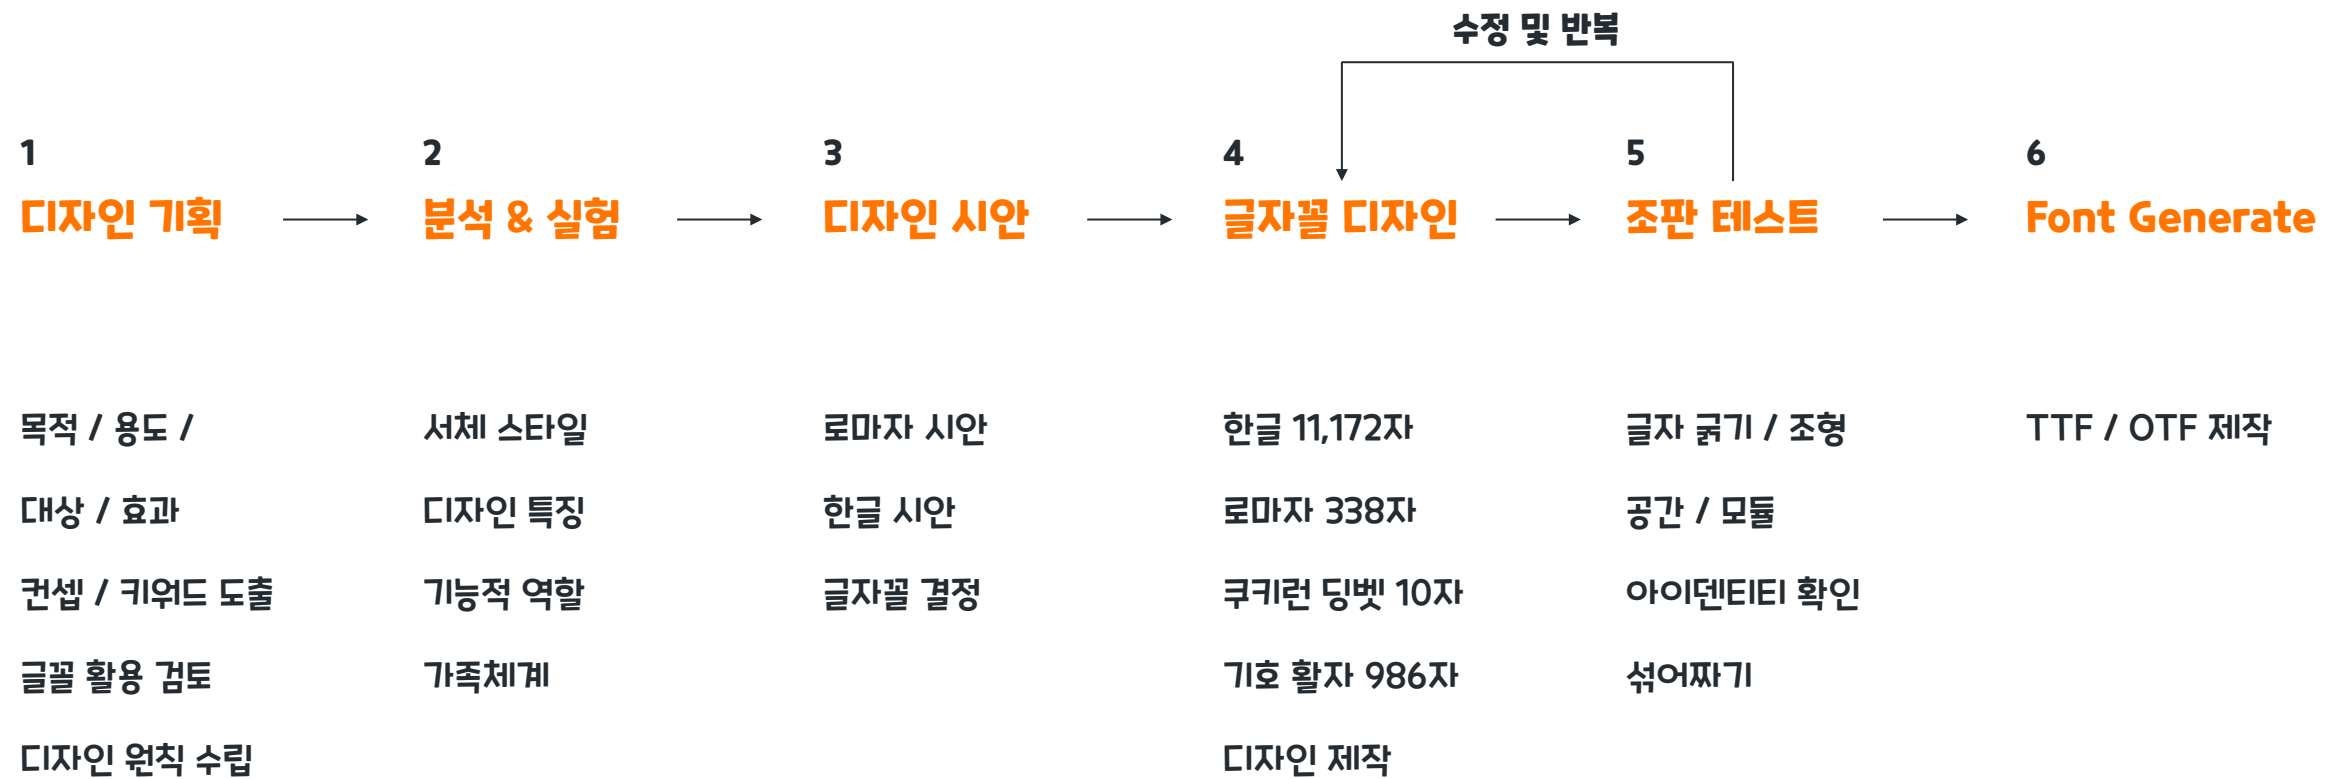 수정 및 반복
1
디자인 기획
목적 / 용도 /
대상 / 효과
컨셉 / 키워드 도출
글꼴 활용 검토
디자인 원칙 수립
2
분석 & 실험
서체 스타일
디자인 특징
기능적 역할
가족체계
3
디자인 시안
로마자 시안
한글 시안
글자꼴 결정
4
글자꼴 디자인
한글 11,172자
로마자 338자
쿠키런 딩벳 10자
기호 활자 986자
디자인 제작
5
조판 테스트
글자 굵기 / 조형
공간 / 모듈
아이덴티티 확인
섞어짜기
6
Font Generate
TTF / OTF 제작